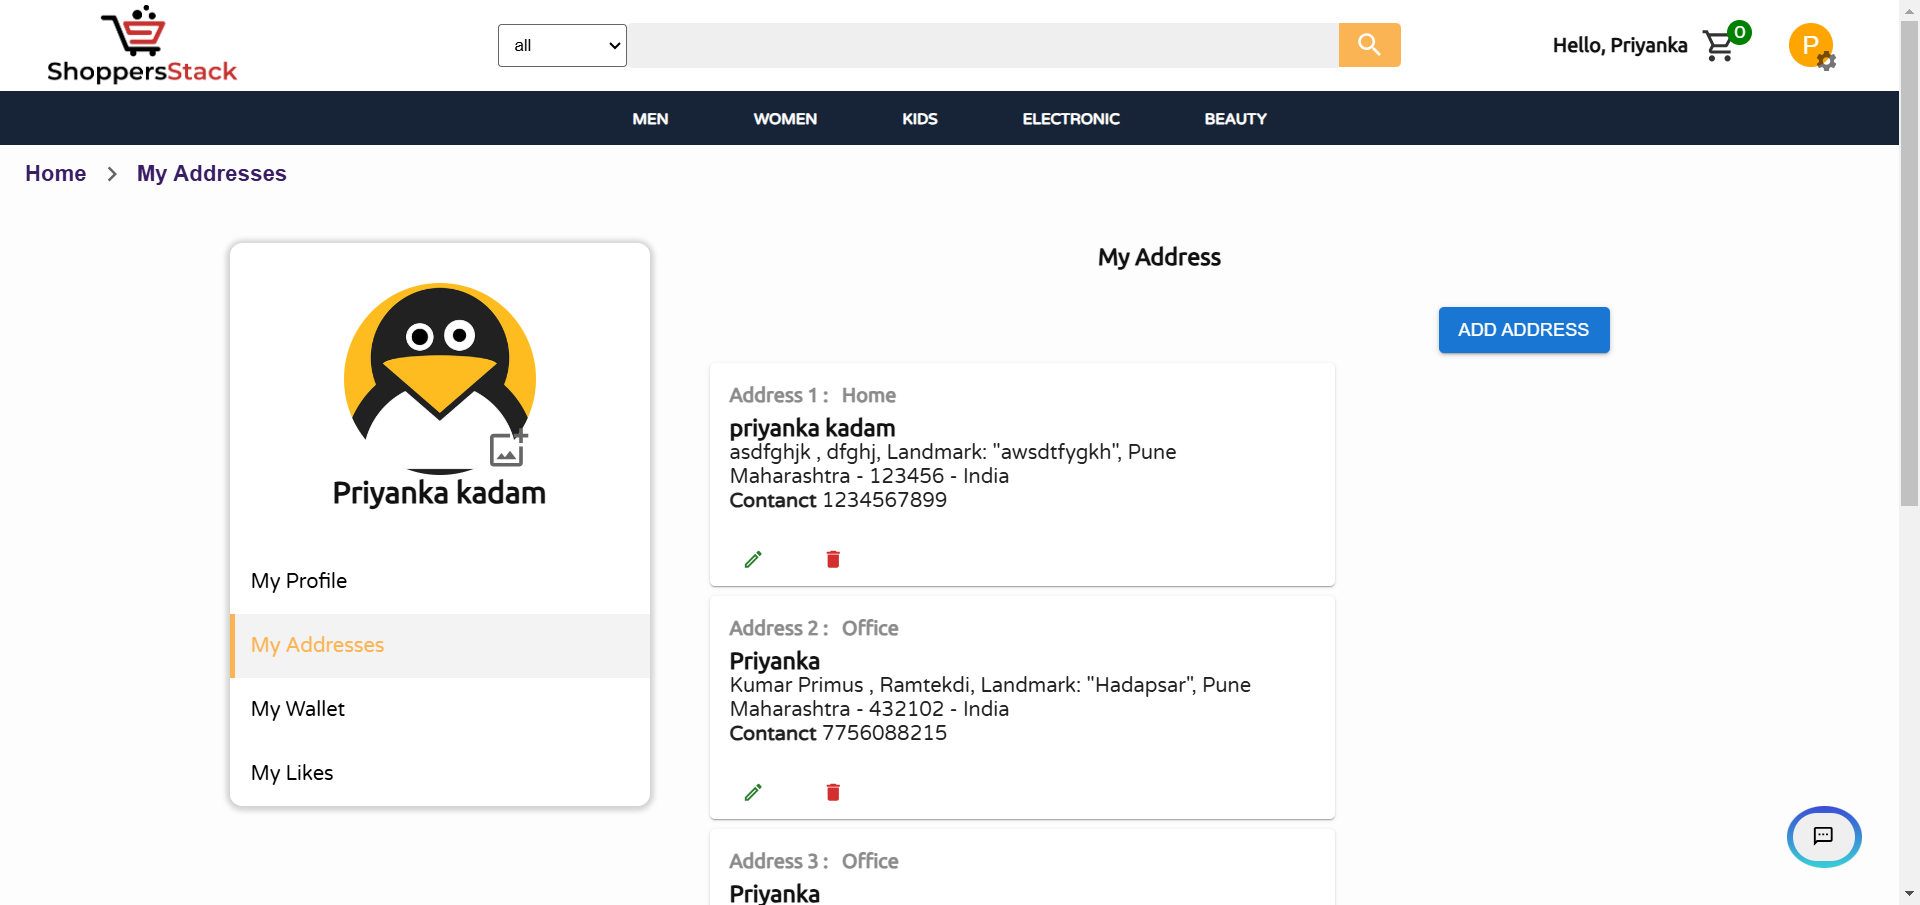 ShoppersStack
all
Hello, Priyanka
0
P
MEN WOMEN KIDS ELECTRONIC BEAUTY
Home > My Addresses
My Address
ADD ADDRESS
Priyanka kadam
My Profile
My Addresses
My Wallet
My Likes
Address 1 : Home
priyanka kadam
asdfghjk , dfghj, Landmark: "awsdtfygkh", Pune
Maharashtra - 123456 - India
Contanct 1234567899
Address 2 : Office
Priyanka
Kumar Primus , Ramtekdi, Landmark: "Hadapsar", Pune
Maharashtra - 432102 - India
Contanct 7756088215
Address 3 : Office
Priyanka